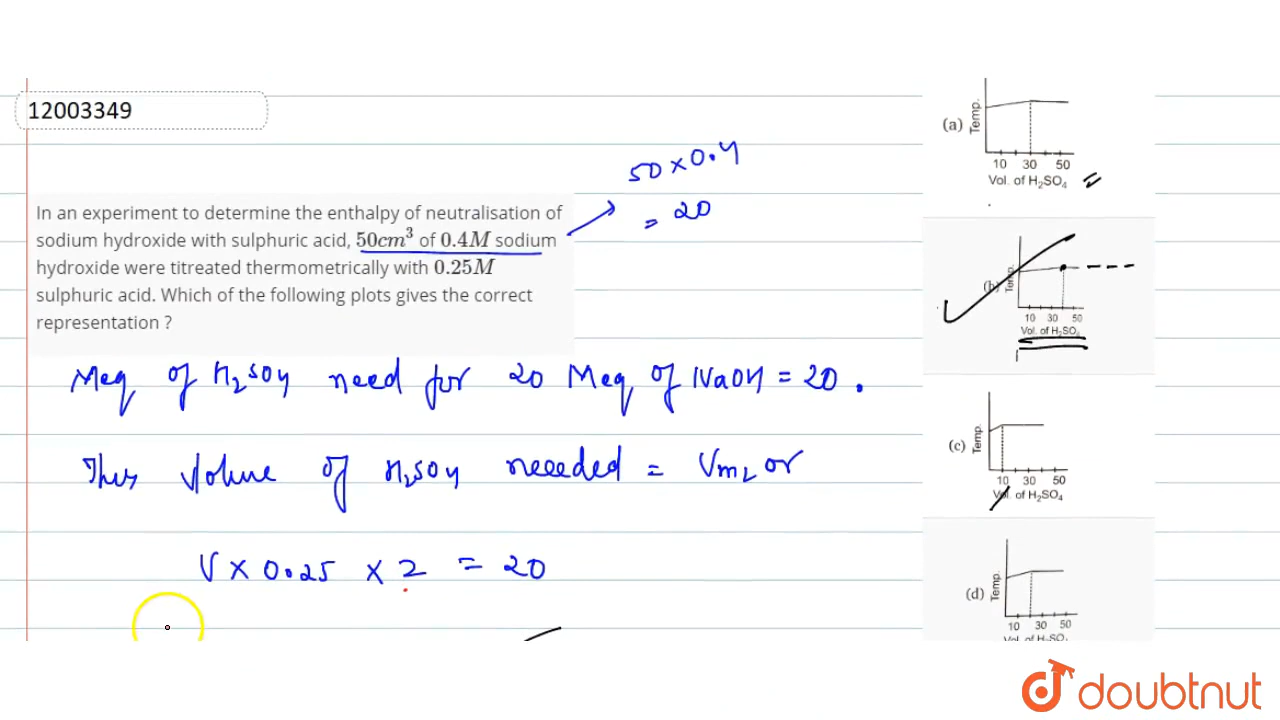 12003349
50 × 0.4
= 20
In an experiment to determine the enthalpy of neutralisation of
sodium hydroxide with sulphuric acid, 50cm³ of 0.4M sodium
hydroxide were titreated thermometrically with 0.25M
sulphuric acid. Which of the following plots gives the correct
representation ?
Meq of H2SO4 need for 20 Meq of NaOH = 20.
Volume of H2SO4 neeeded = VmL or
V × 0.25 × 2 = 20
(a) Temp.
10 30 50
Vol. of H₂SO₄
(b) Temp.
10 30 50
Vol. of H₂SO₄
(c) Temp.
10 30 50
Vol. of H₂SO₄
(d) Temp.
10 30 50
Vol. of H₂SO₄
doubtnut